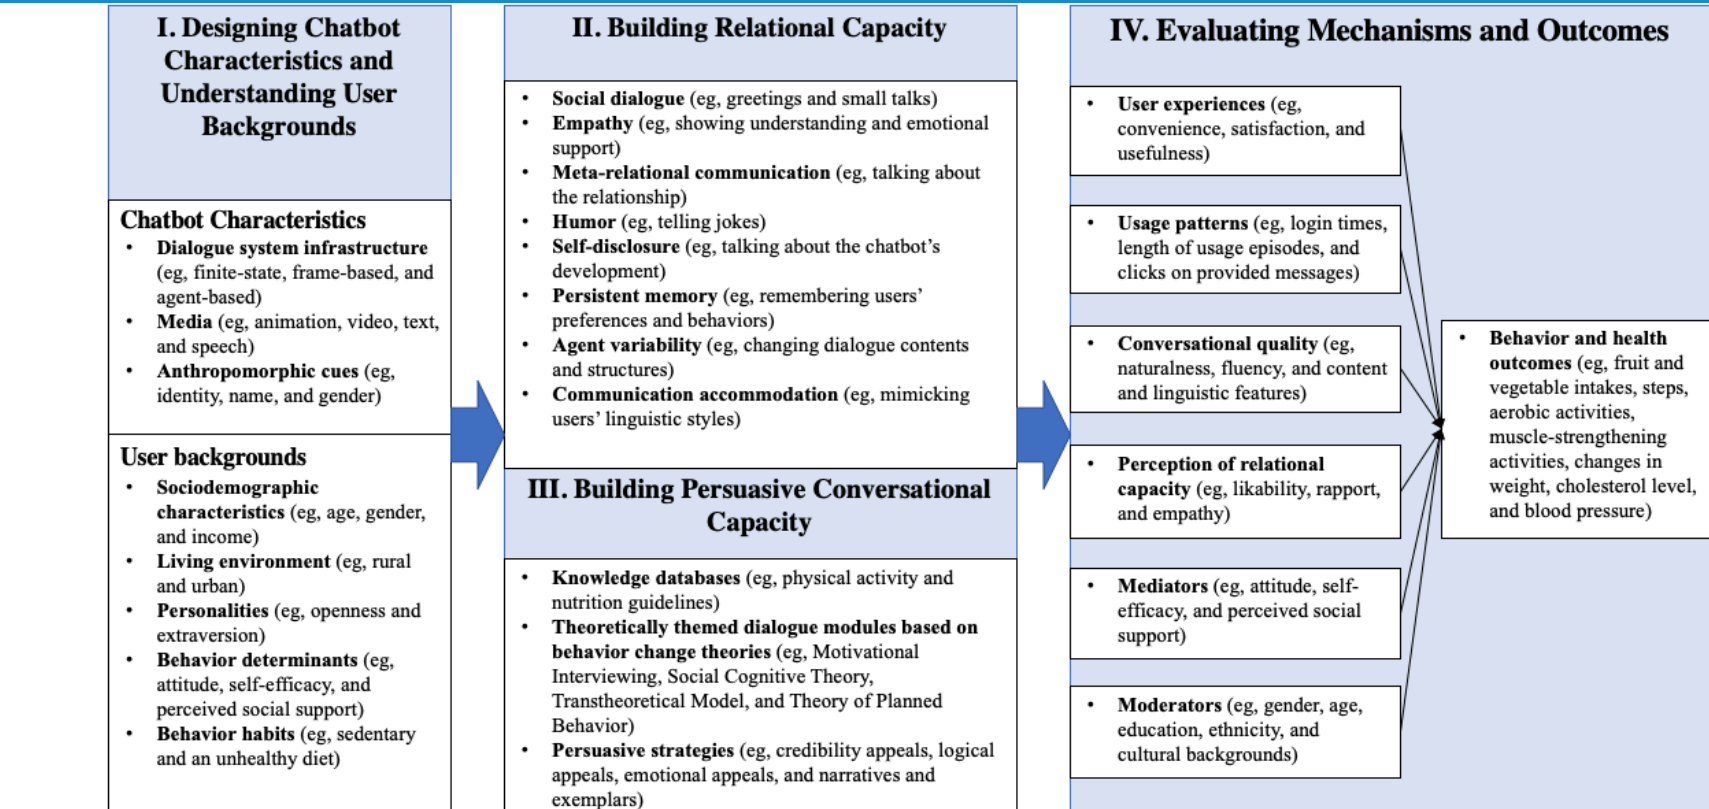 I. Designing Chatbot
Characteristics and
Understanding User
Backgrounds
Chatbot Characteristics
• Dialogue system infrastructure
(eg, finite-state, frame-based, and
agent-based)
• Media (eg, animation, video, text,
and speech)
• Anthropomorphic cues (eg,
identity, name, and gender)
User backgrounds
• Sociodemographic
characteristics (eg, age, gender,
and income)
• Living environment (eg, rural
and urban)
• Personalities (eg, openness and
extraversion)
• Behavior determinants (eg,
attitude, self-efficacy, and
perceived social support)
• Behavior habits (eg, sedentary
and an unhealthy diet)
II. Building Relational Capacity
• Social dialogue (eg, greetings and small talks)
• Empathy (eg, showing understanding and emotional
support)
• Meta-relational communication (eg, talking about
the relationship)
• Humor (eg, telling jokes)
• Self-disclosure (eg, talking about the chatbot’s
development)
• Persistent memory (eg, remembering users’
preferences and behaviors)
• Agent variability (eg, changing dialogue contents
and structures)
• Communication accommodation (eg, mimicking
users’ linguistic styles)
III. Building Persuasive Conversational
Capacity
• Knowledge databases (eg, physical activity and
nutrition guidelines)
• Theoretically themed dialogue modules based on
behavior change theories (eg, Motivational
Interviewing, Social Cognitive Theory,
Transtheoretical Model, and Theory of Planned
Behavior)
• Persuasive strategies (eg, credibility appeals, logical
appeals, emotional appeals, and narratives and
exemplars)
IV. Evaluating Mechanisms and Outcomes
• User experiences (eg,
convenience, satisfaction, and
usefulness)
• Usage patterns (eg, login times,
length of usage episodes, and
clicks on provided messages)
• Conversational quality (eg,
naturalness, fluency, and content
and linguistic features)
• Perception of relational
capacity (eg, likability, rapport,
and empathy)
• Mediators (eg, attitude, self-
efficacy, and perceived social
support)
• Moderators (eg, gender, age,
education, ethnicity, and
cultural backgrounds)
• Behavior and health
outcomes (eg, fruit and
vegetable intakes, steps,
aerobic activities,
muscle-strengthening
activities, changes in
weight, cholesterol level,
and blood pressure)